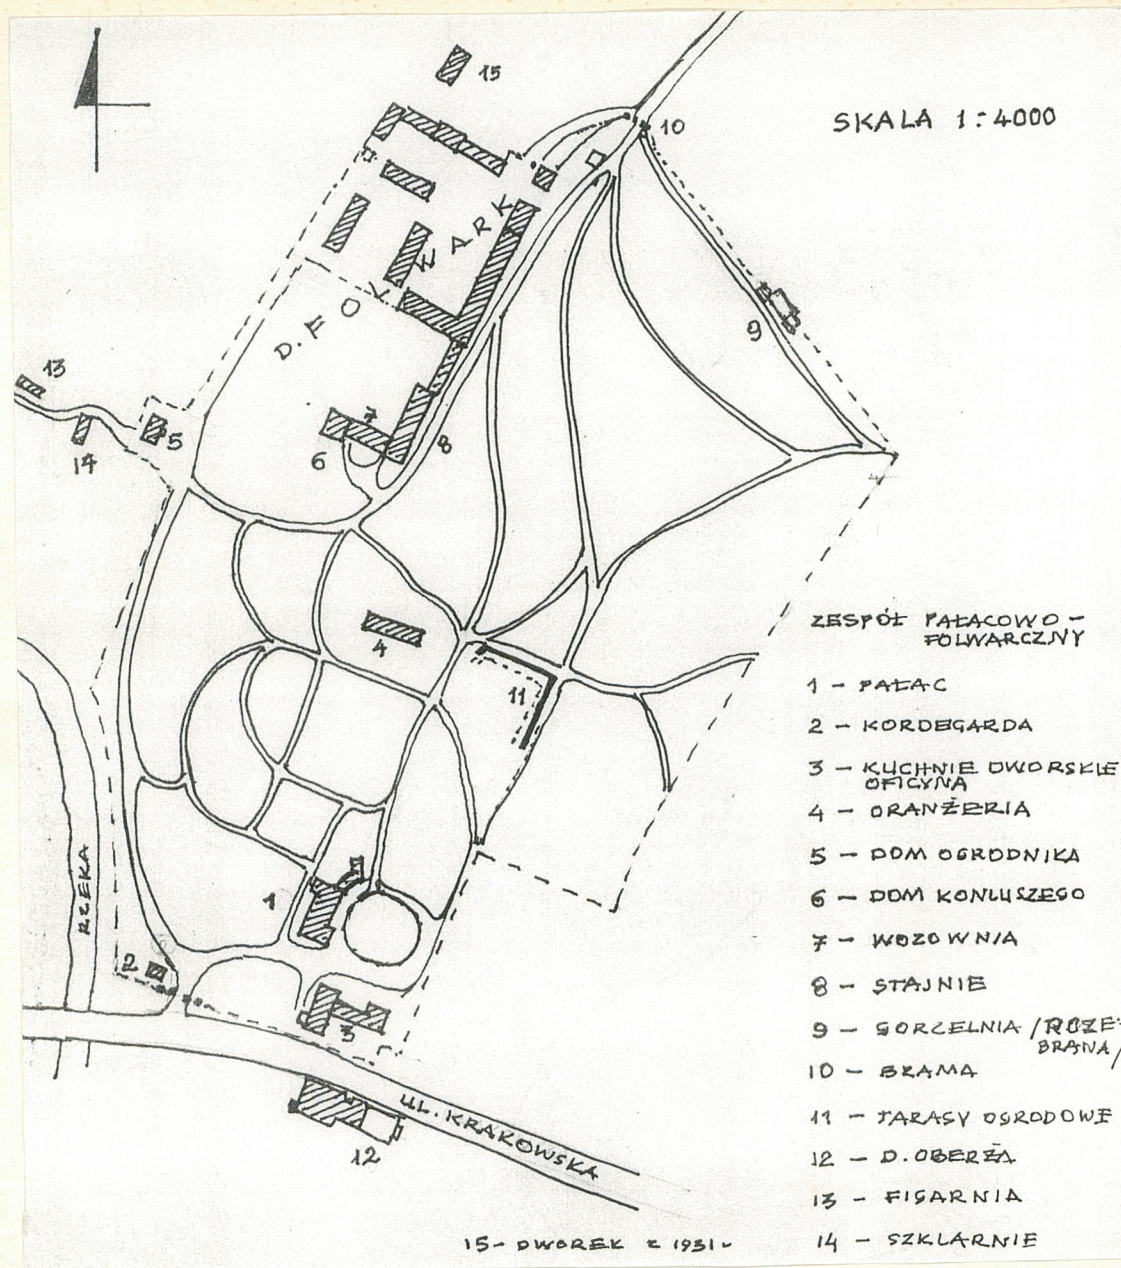 SKALA 1:4000
15
10
D. FOLWARK
9
13
5
14
7
6
8
4
11
RZEKA
1
2
3
UL. KRAKOWSKA
12
ZESPÓŁ PAŁACOWO -
FOLWARCZNY
1 - PAŁAC
2 - KORDEGARDA
3 - KUCHNIE DWORSKIE
OFICYNA
4 - ORANŻERIA
5 - DOM OGRODNIKA
6 - DOM KONIUSZEGO
7 - WOZOWNIA
8 - STAJNIE
9 - GORZELNIA /ROZE-
BRANA/
10 - BRAMA
11 - TARASY OGRODOWE
12 - D. OBERŻA
13 - FIGARNIA
14 - SZKLARNIE
15 - DWOREK Z 1931 -